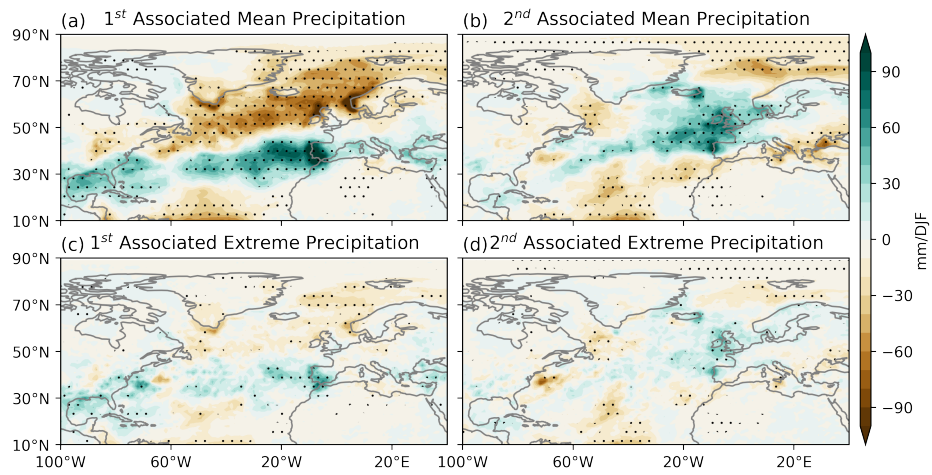 (a) 1st Associated Mean Precipitation
(b) 2nd Associated Mean Precipitation
90°N
70°N
50°N
30°N
10°N
(c) 1st Associated Extreme Precipitation
(d) 2nd Associated Extreme Precipitation
90°N
70°N
50°N
30°N
10°N
100°W 60°W 20°W 20°E
100°W 60°W 20°W 20°E
90
60
30
0
−30
−60
−90
mm/DJF